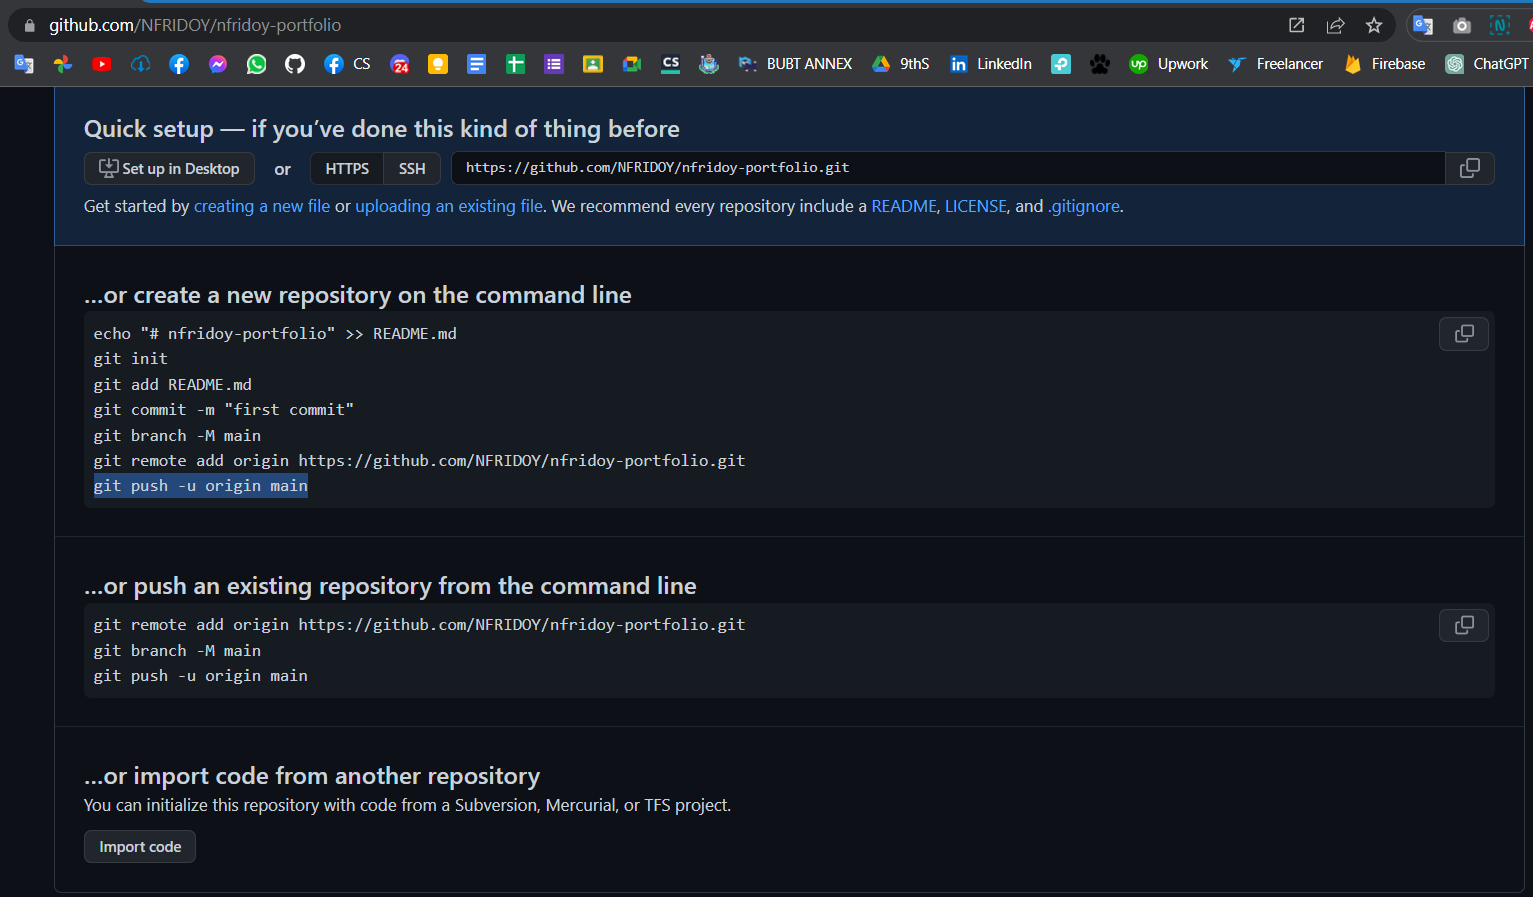 github.com/NFRIDOY/nfridoy-portfolio
CS 24 CS BUBT ANNEX 9thS in LinkedIn up Upwork Freelancer Firebase ChatGPT
Quick setup — if you’ve done this kind of thing before
Set up in Desktop or HTTPS SSH https://github.com/NFRIDOY/nfridoy-portfolio.git
Get started by creating a new file or uploading an existing file. We recommend every repository include a README, LICENSE, and .gitignore.
…or create a new repository on the command line
echo "# nfridoy-portfolio" >> README.md
git init
git add README.md
git commit -m "first commit"
git branch -M main
git remote add origin https://github.com/NFRIDOY/nfridoy-portfolio.git
git push -u origin main
…or push an existing repository from the command line
git remote add origin https://github.com/NFRIDOY/nfridoy-portfolio.git
git branch -M main
git push -u origin main
…or import code from another repository
You can initialize this repository with code from a Subversion, Mercurial, or TFS project.
Import code